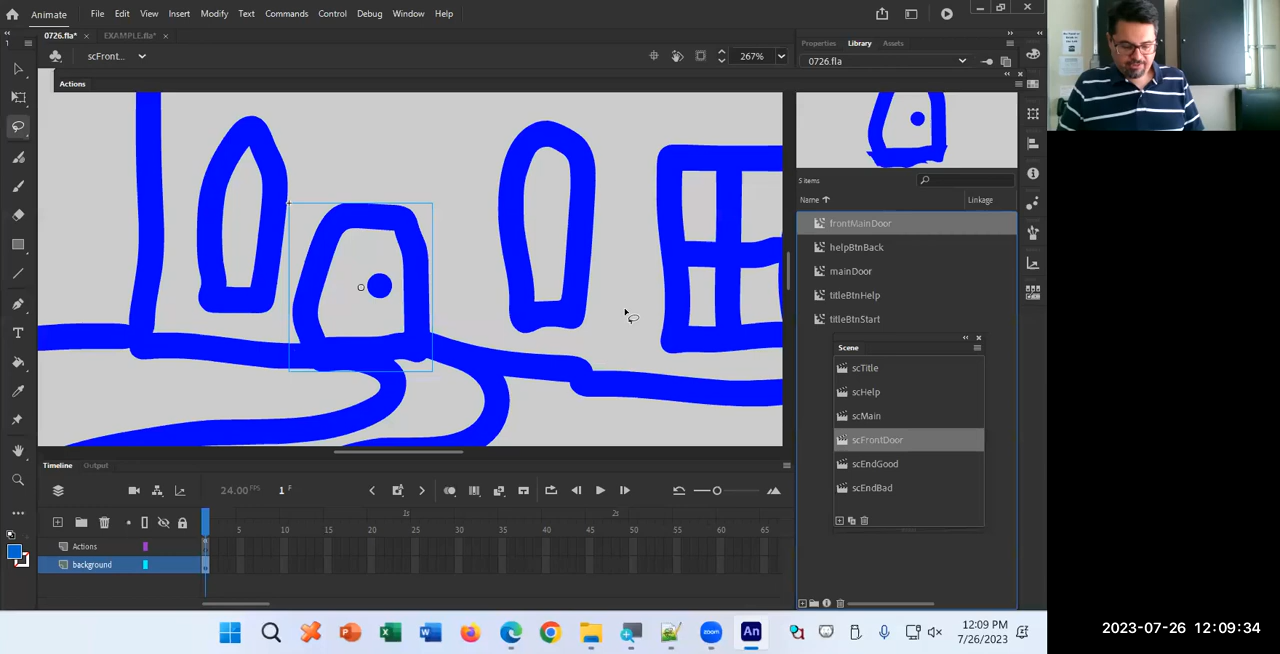 Animate File Edit View Insert Modify Text Commands Control Debug Window Help
0726.fla* × EXAMPLE.fla* ×
scFront... 267%
Actions
Properties Library Assets
0726.fla
5 items
Name Linkage
frontMainDoor
helpBtnBack
mainDoor
titleBtnHelp
titleBtnStart
Scene
scTitle
scHelp
scMain
scFrontDoor
scEndGood
scEndBad
Timeline Output
24.00 FPS 1 F
1s 2s
5 10 15 20 25 30 35 40 45 50 55 60 65
Actions
background
12:09 PM
7/26/2023
2023-07-26 12:09:34